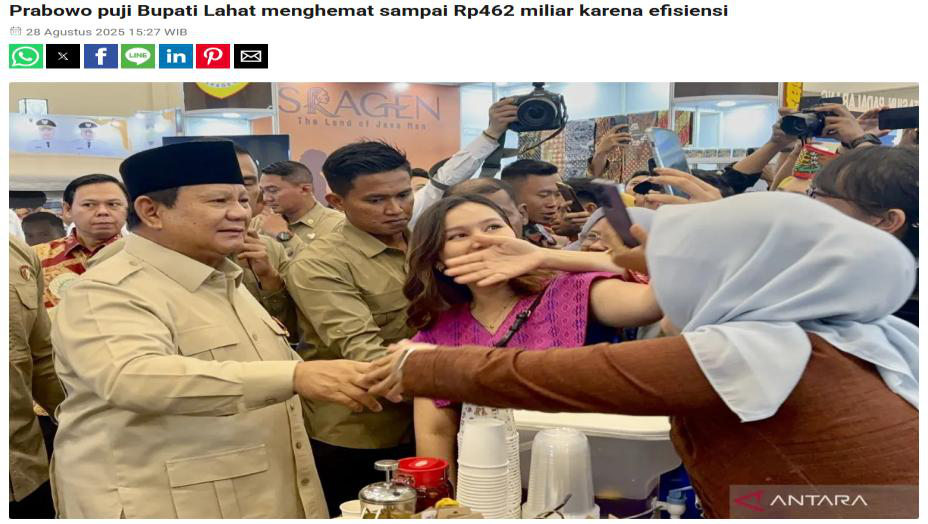 Prabowo puji Bupati Lahat menghemat sampai Rp462 miliar karena efisiensi
28 Agustus 2025 15:27 WIB
LINE
SRAGEN
The Land of Java Man
ANTARA